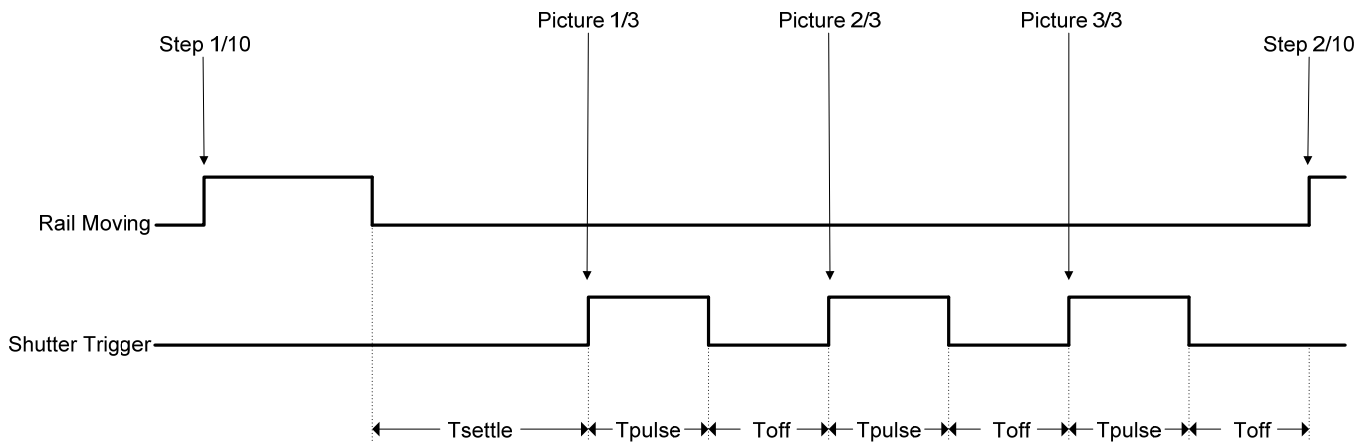 Picture 1/3
Picture 2/3
Picture 3/3
Step 1/10
Step 2/10
Rail Moving
Shutter Trigger
Tsettle
Tpulse
Toff
Tpulse
Toff
Tpulse
Toff